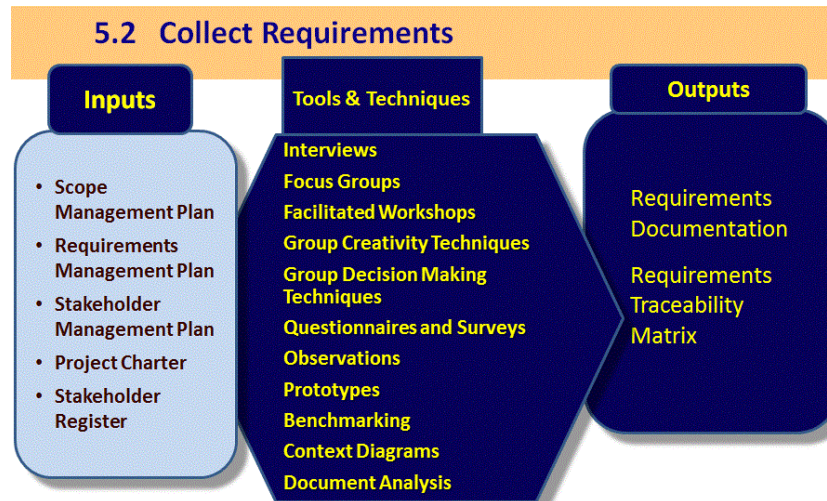 5.2 Collect Requirements
Inputs
• Scope
Management Plan
• Requirements
Management Plan
• Stakeholder
Management Plan
• Project Charter
• Stakeholder
Register
Tools & Techniques
Interviews
Focus Groups
Facilitated Workshops
Group Creativity Techniques
Group Decision Making
Techniques
Questionnaires and Surveys
Observations
Prototypes
Benchmarking
Context Diagrams
Document Analysis
Outputs
Requirements
Documentation
Requirements
Traceability
Matrix